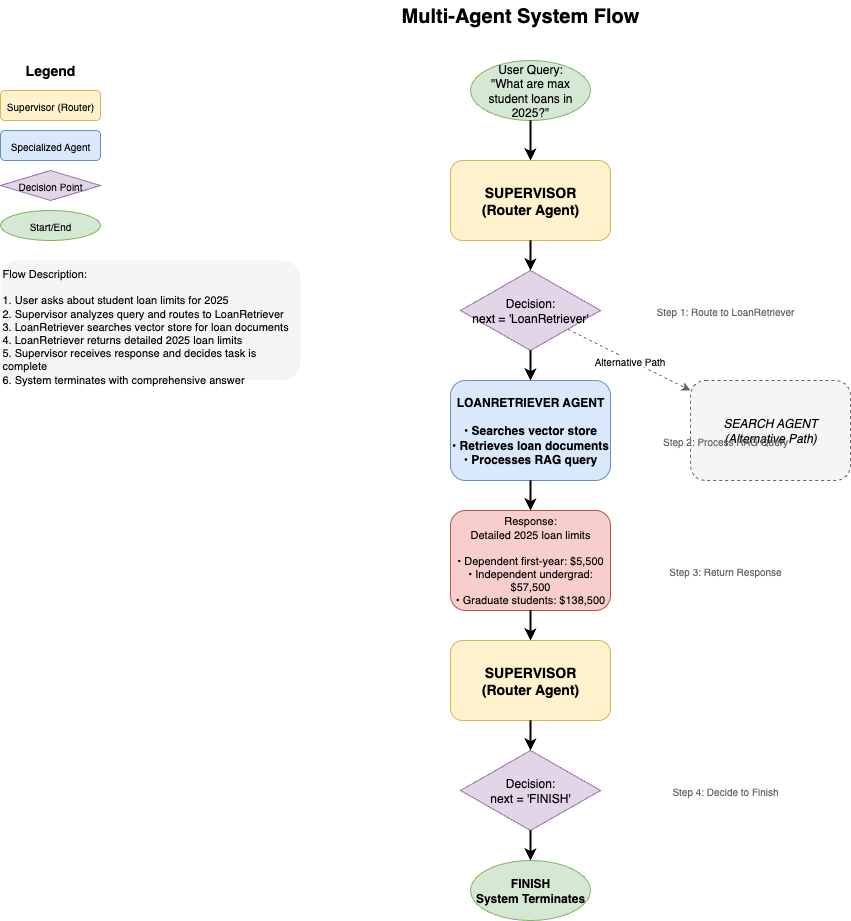 Multi-Agent System Flow
Legend
Supervisor (Router)
Specialized Agent
Decision Point
Start/End
Flow Description:
1. User asks about student loan limits for 2025
2. Supervisor analyzes query and routes to LoanRetriever
3. LoanRetriever searches vector store for loan documents
4. LoanRetriever returns detailed 2025 loan limits
5. Supervisor receives response and decides task is
complete
6. System terminates with comprehensive answer
User Query:
"What are max
student loans in
2025?"
SUPERVISOR
(Router Agent)
Decision:
next = 'LoanRetriever'
Step 1: Route to LoanRetriever
Alternative Path
LOANRETRIEVER AGENT
• Searches vector store
• Retrieves loan documents
• Processes RAG query
SEARCH AGENT
(Alternative Path)
Step 2: Process RAG Query
Response:
Detailed 2025 loan limits
• Dependent first-year: $5,500
• Independent undergrad:
$57,500
• Graduate students: $138,500
Step 3: Return Response
SUPERVISOR
(Router Agent)
Decision:
next = 'FINISH'
Step 4: Decide to Finish
FINISH
System Terminates